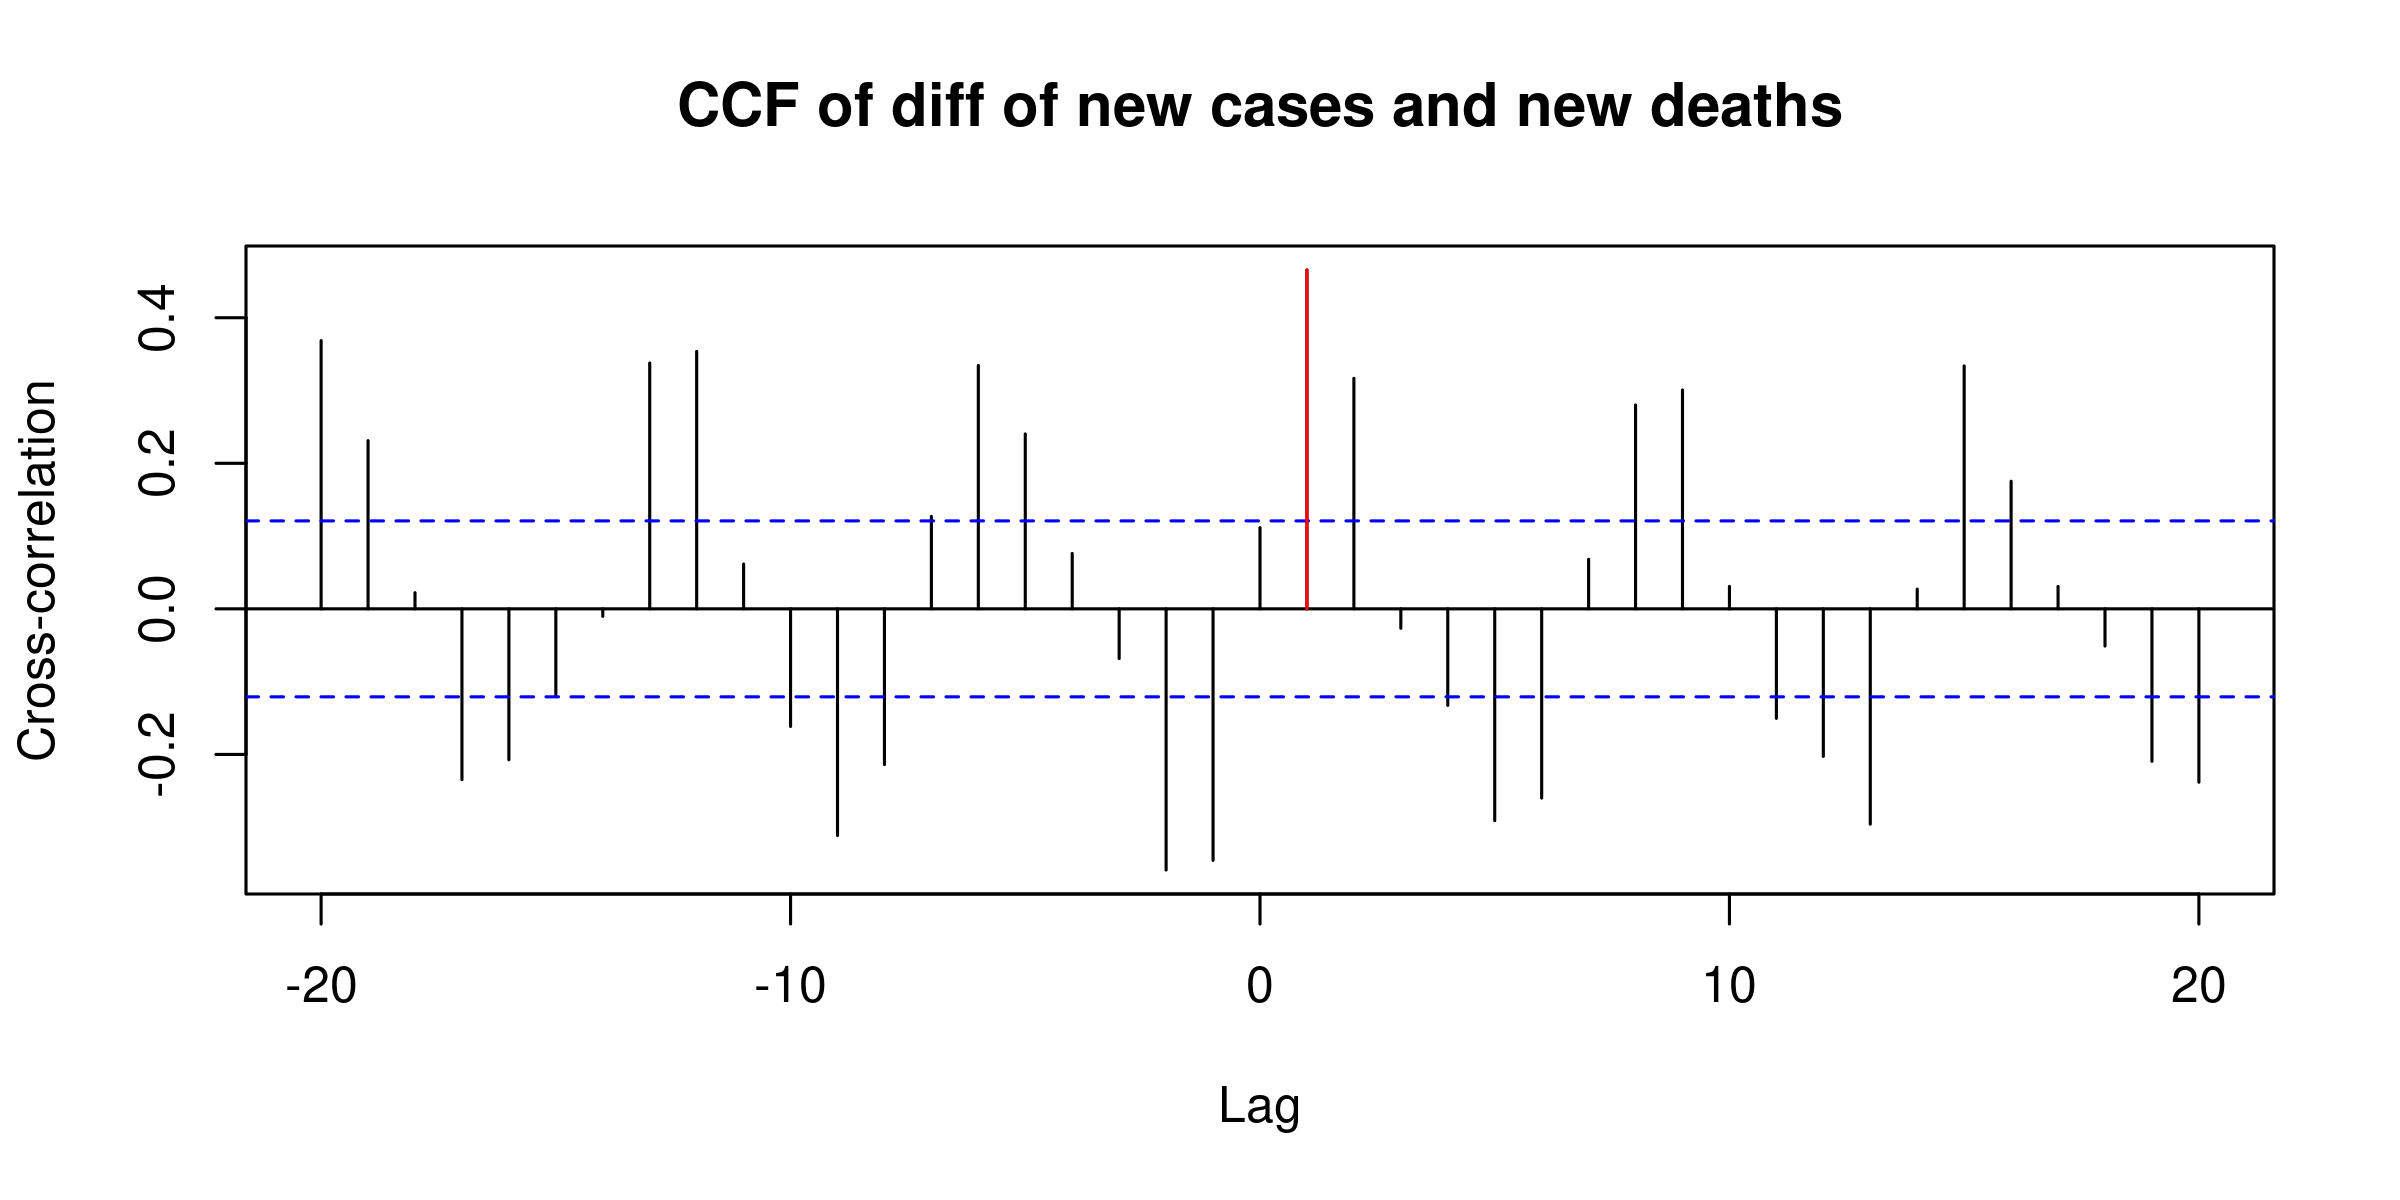 CCF of diff of new cases and new deaths
Cross-correlation
0.4
0.2
0.0
-0.2
-20 -10 0 10 20
Lag